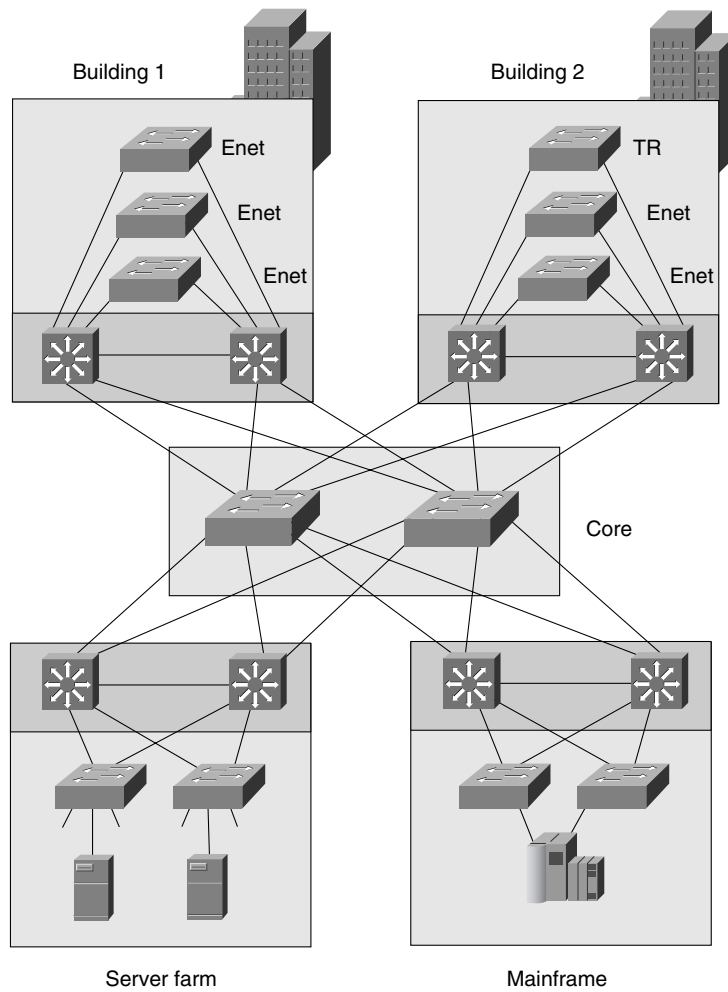 Building 1
Building 2
Enet
TR
Enet
Enet
Enet
Enet
Core
Server farm
Mainframe